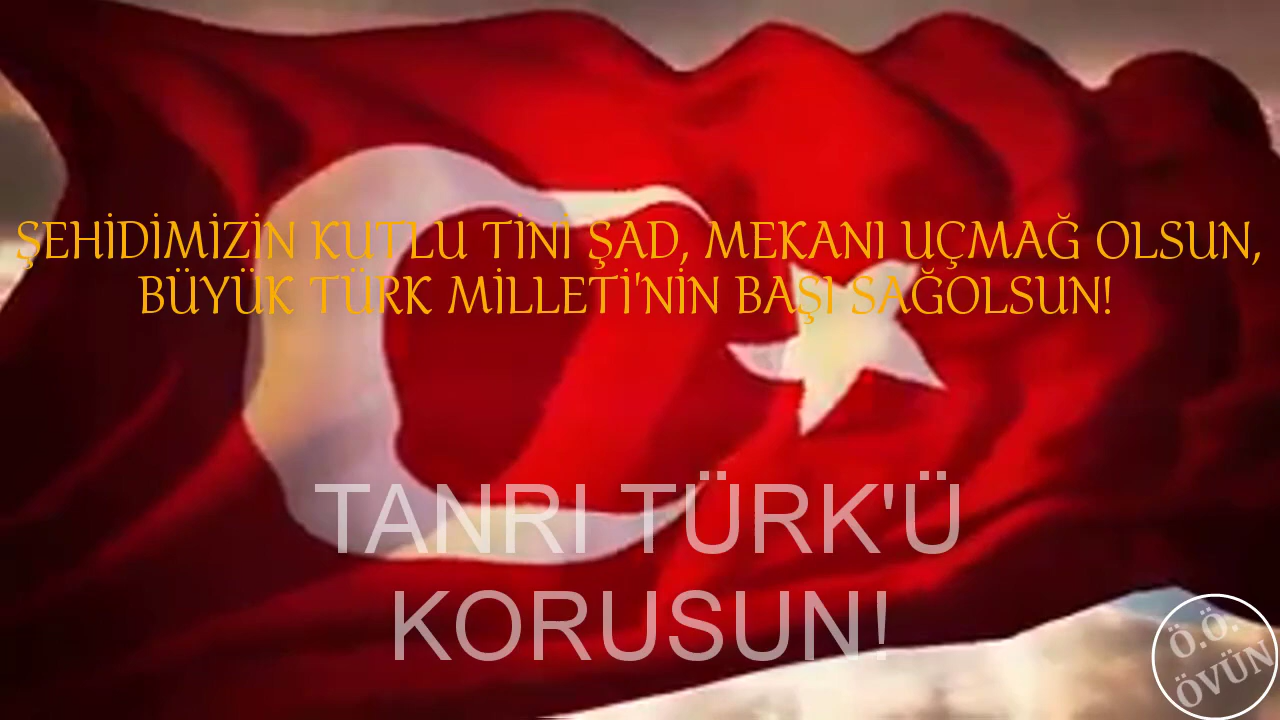 ŞEHİDİMİZİN KUTLU TİNİ ŞAD, MEKANI UÇMAĞ OLSUN,
BÜYÜK TÜRK MİLLETİ'NİN BAŞI SAĞOLSUN!
TANRI TÜRK'Ü
KORUSUN!
Ö.Ö.
ÖVÜN